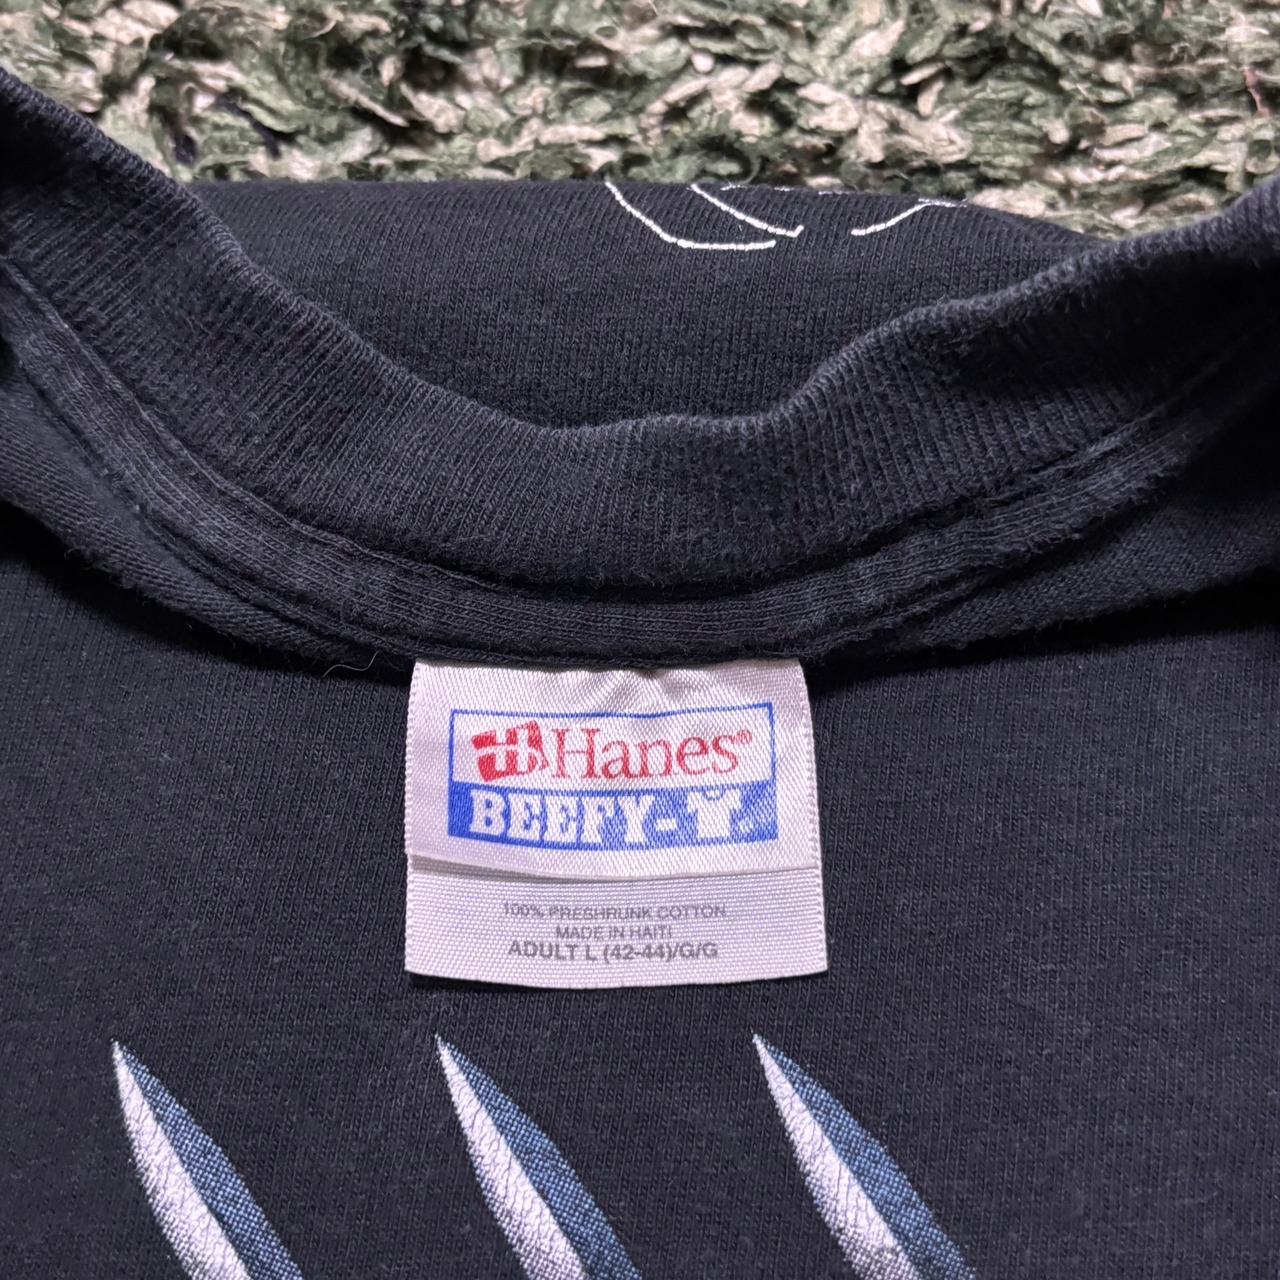 Hanes®
BEEFY-T®
100% PRESHRUNK COTTON
MADE IN HAITI
ADULT L (42-44)/G/G